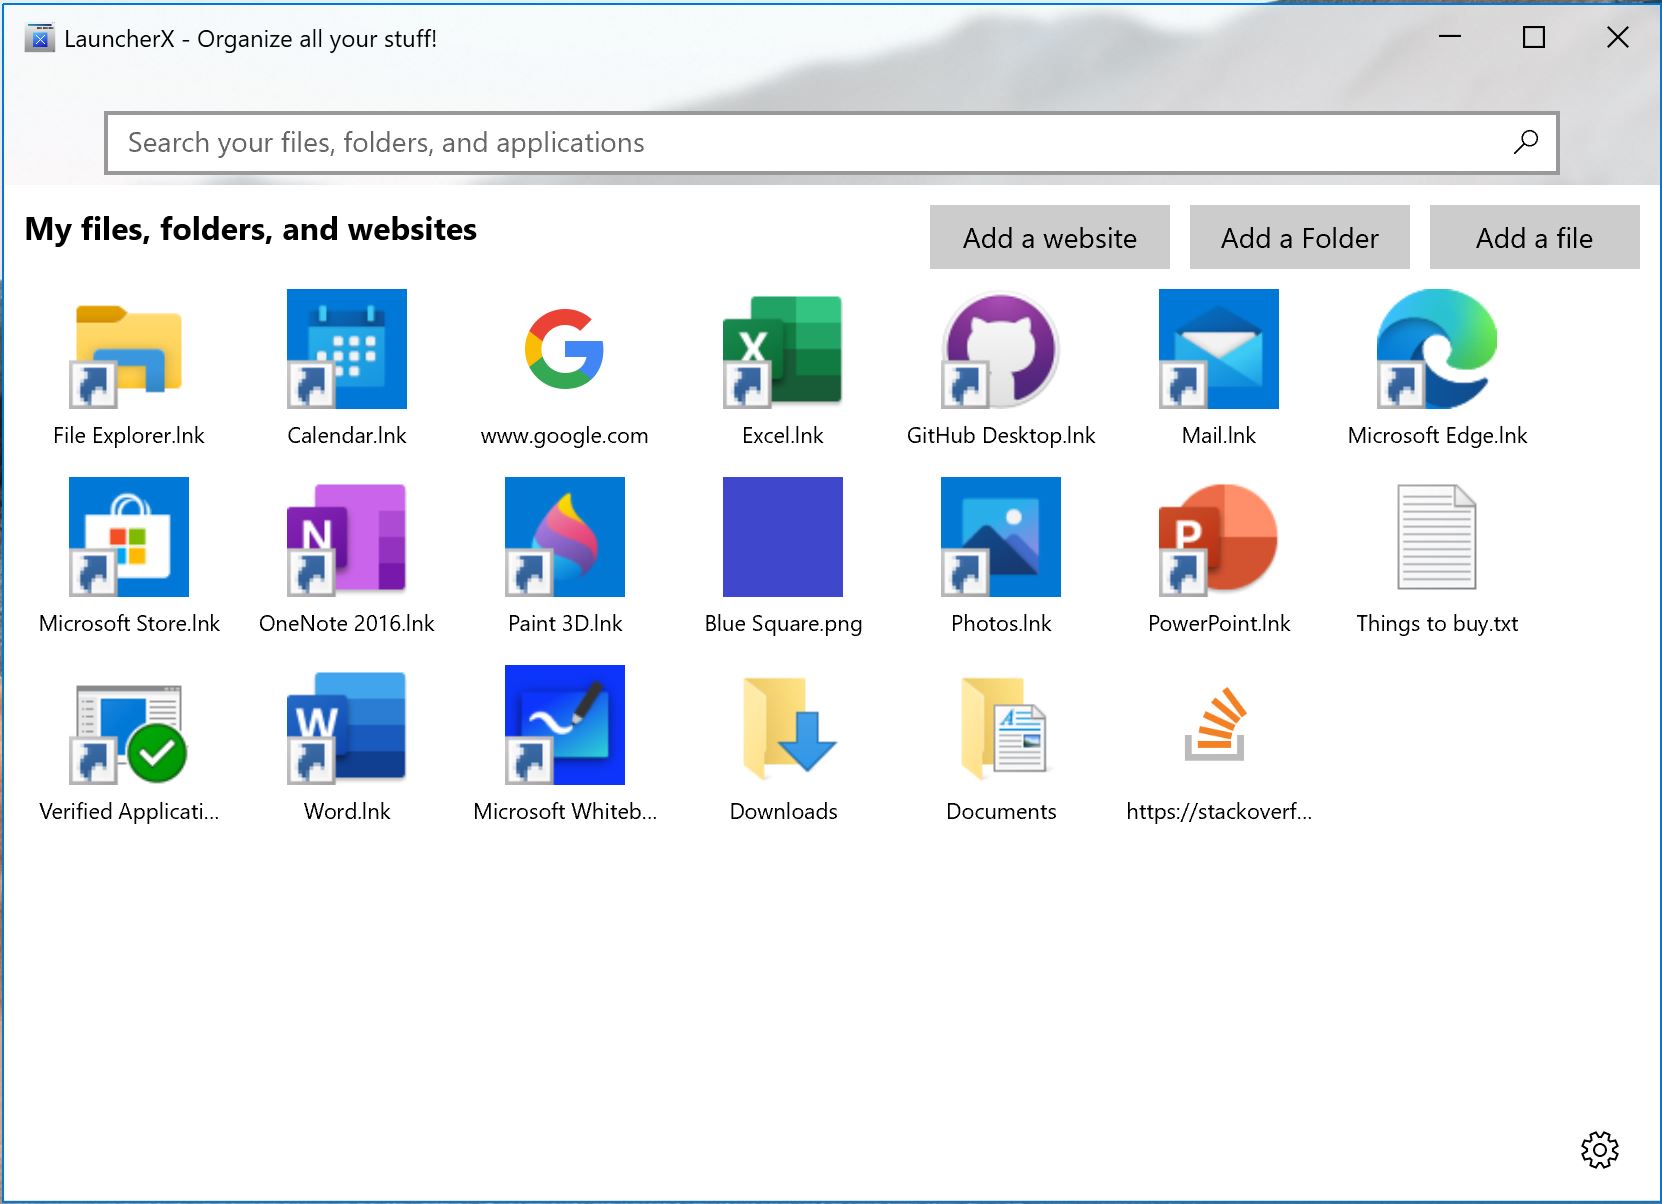 LauncherX - Organize all your stuff!
Search your files, folders, and applications
My files, folders, and websites
Add a website
Add a Folder
Add a file
File Explorer.lnk
Calendar.lnk
www.google.com
Excel.lnk
GitHub Desktop.lnk
Mail.lnk
Microsoft Edge.lnk
Microsoft Store.lnk
OneNote 2016.lnk
Paint 3D.lnk
Blue Square.png
Photos.lnk
PowerPoint.lnk
Things to buy.txt
Verified Applicati...
Word.lnk
Microsoft Whiteb...
Downloads
Documents
https://stackoverf...